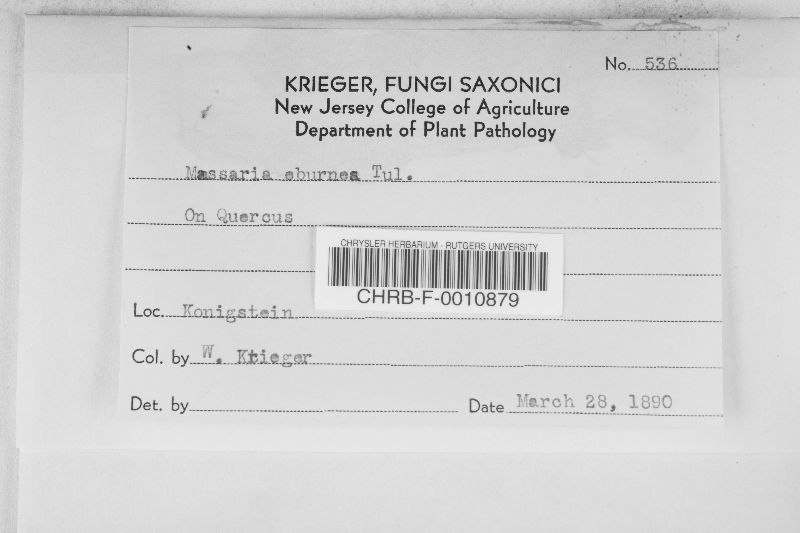 No. 536
KRIEGER, FUNGI SAXONICI
New Jersey College of Agriculture
Department of Plant Pathology
Massaria eburnea Tul.
On Quercus
CHRYSLER HERBARIUM - RUTGERS UNIVERSITY
CHRB-F-0010879
Loc. Konigstein
Col. by W. Krieger
Det. by
Date March 28, 1890